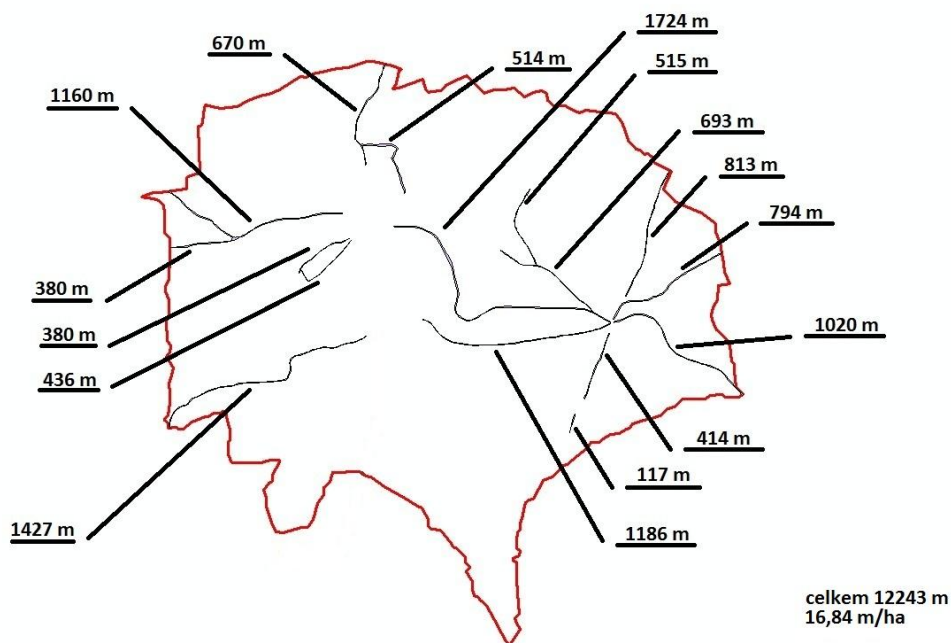 1724 m
670 m
514 m
515 m
1160 m
693 m
813 m
794 m
380 m
380 m
1020 m
436 m
414 m
117 m
1427 m
1186 m
celkem 12243 m
16,84 m/ha